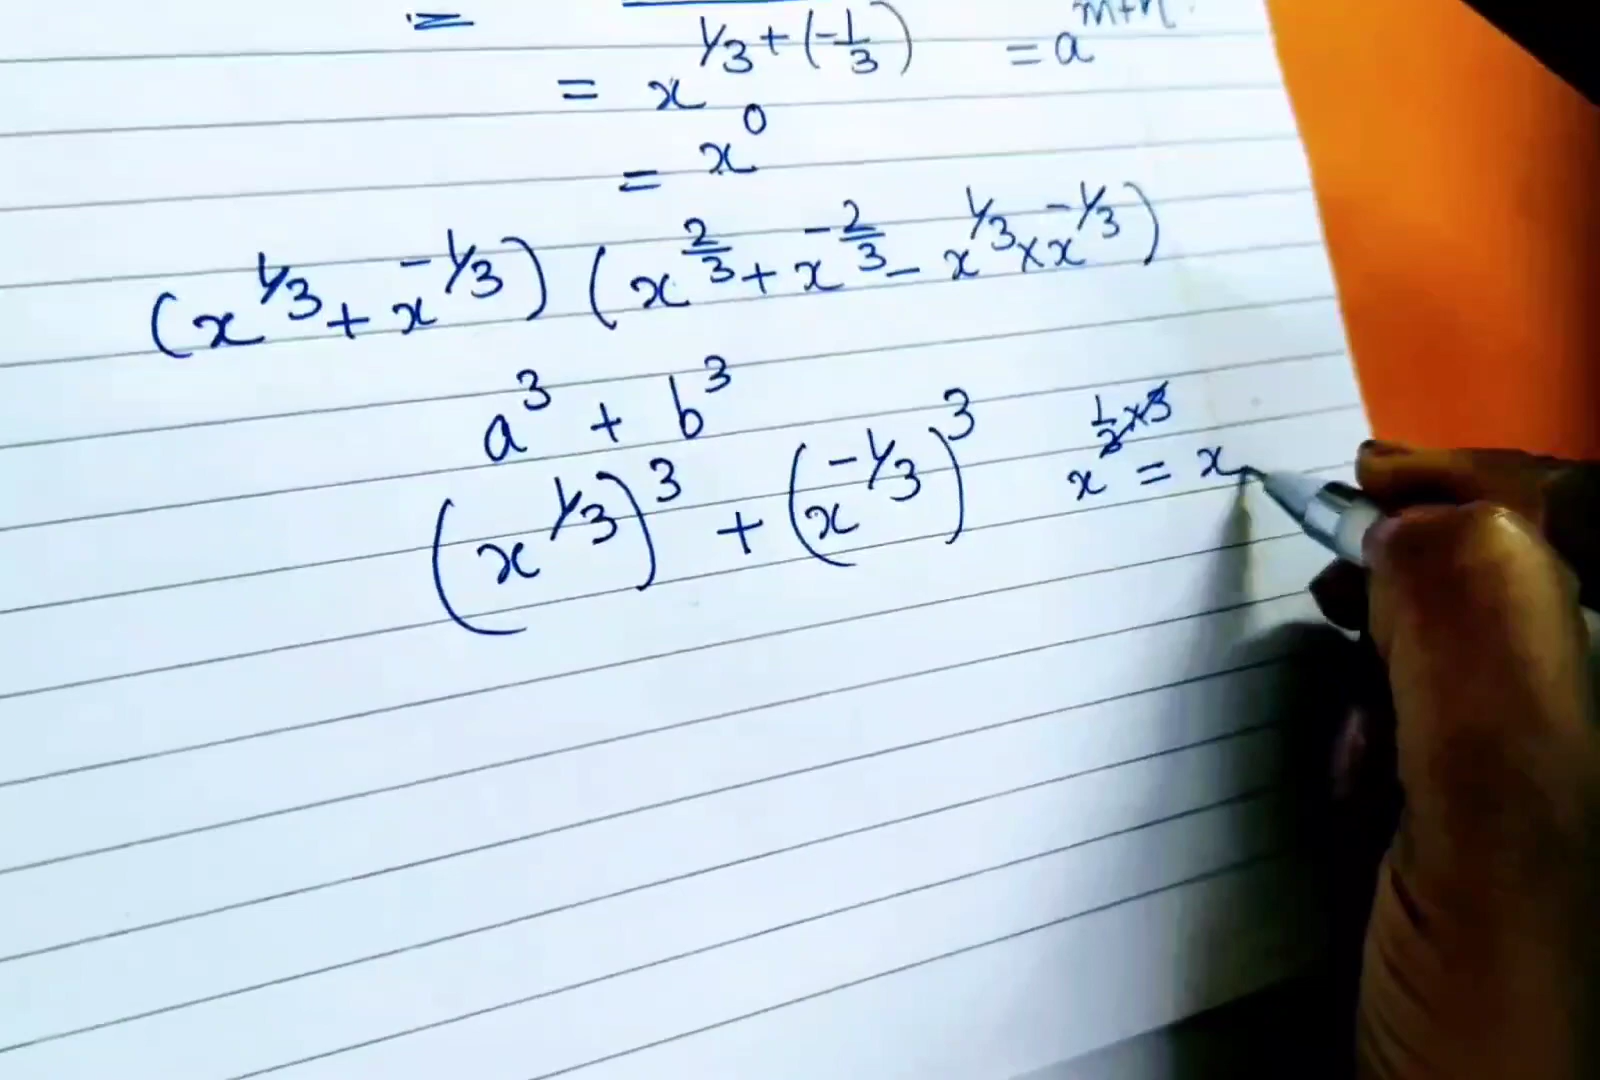 =
= x^{1/3 + (-1/3)} = a^{m+n}
= x^0
(x^{1/3} + x^{-1/3}) (x^{2/3} + x^{-2/3} - x^{1/3} × x^{-1/3})
a^3 + b^3
(x^{1/3})^3 + (x^{-1/3})^3 x^{1/3 × 3} = x